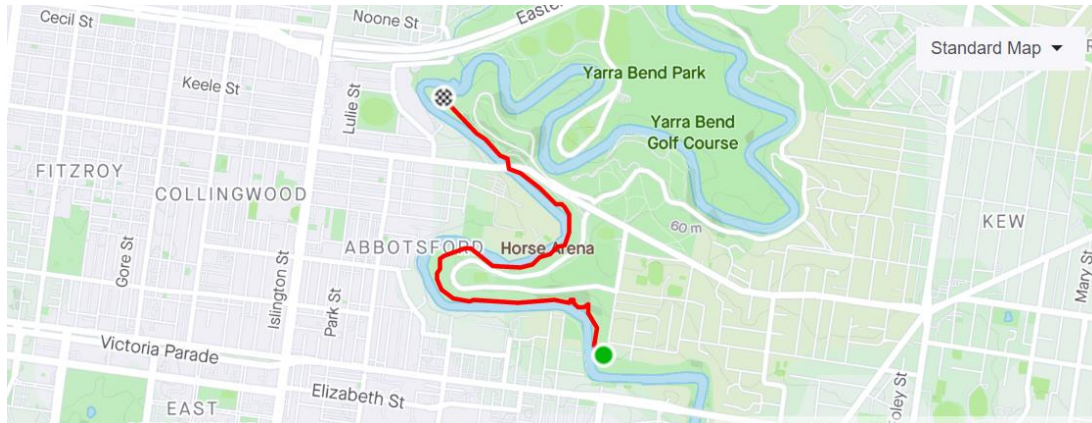 Cecil St
Noone St
Easte
Standard Map
Keele St
Lulie St
Yarra Bend Park
Yarra Bend
Golf Course
FITZROY
COLLINGWOOD
KEW
60 m
ABBOTSFORD
Horse Arena
Gore St
Islington St
Park St
Mary St
Victoria Parade
Elizabeth St
EAST
oley St